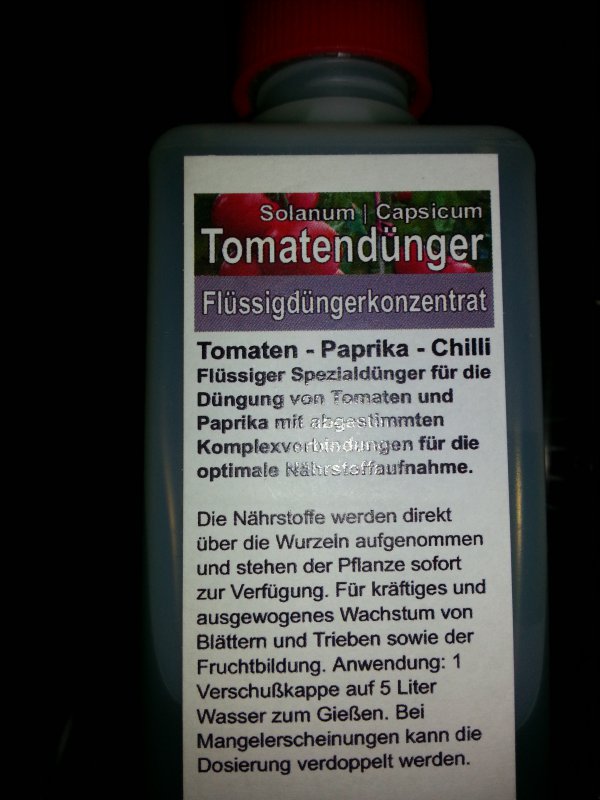 Solanum | Capsicum
Tomatendünger
Flüssigdüngerkonzentrat
Tomaten - Paprika - Chilli
Flüssiger Spezialdünger für die
Düngung von Tomaten und
Paprika mit abgestimmten
Komplexverbindungen für die
optimale Nährstoffaufnahme.
Die Nährstoffe werden direkt
über die Wurzeln aufgenommen
und stehen der Pflanze sofort
zur Verfügung. Für kräftiges und
ausgewogenes Wachstum von
Blättern und Trieben sowie der
Fruchtbildung. Anwendung: 1
Verschußkappe auf 5 Liter
Wasser zum Gießen. Bei
Mangelerscheinungen kann die
Dosierung verdoppelt werden.